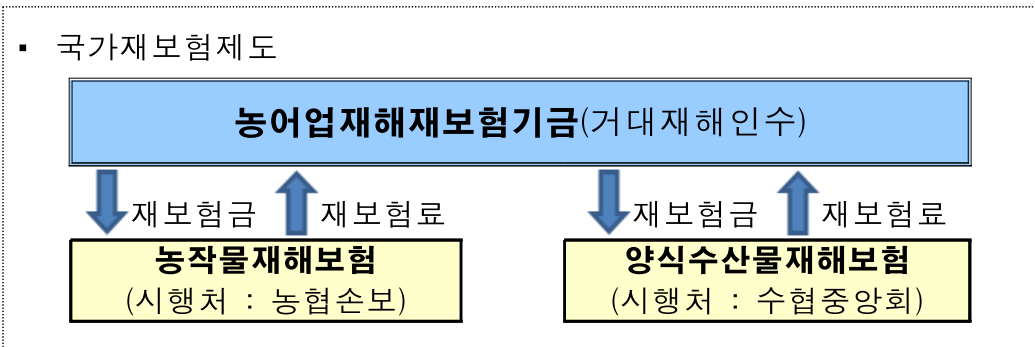 ▪ 국가재보험제도
농어업재해재보험기금(거대재해인수)
재보험금 재보험료 재보험금 재보험료
농작물재해보험
(시행처 : 농협손보)
양식수산물재해보험
(시행처 : 수협중앙회)